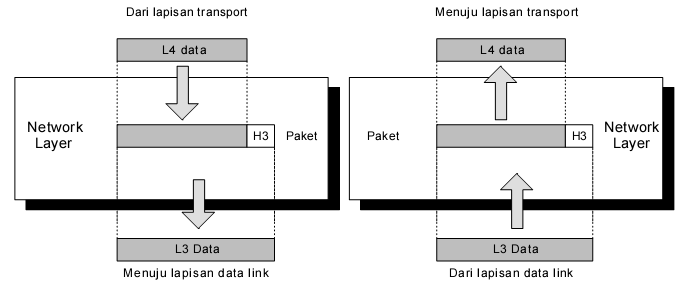 Dari lapisan transport
L4 data
Network
Layer
H3
Paket
L3 Data
Menuju lapisan data link
Menuju lapisan transport
L4 data
Paket
H3
Network
Layer
L3 Data
Dari lapisan data link